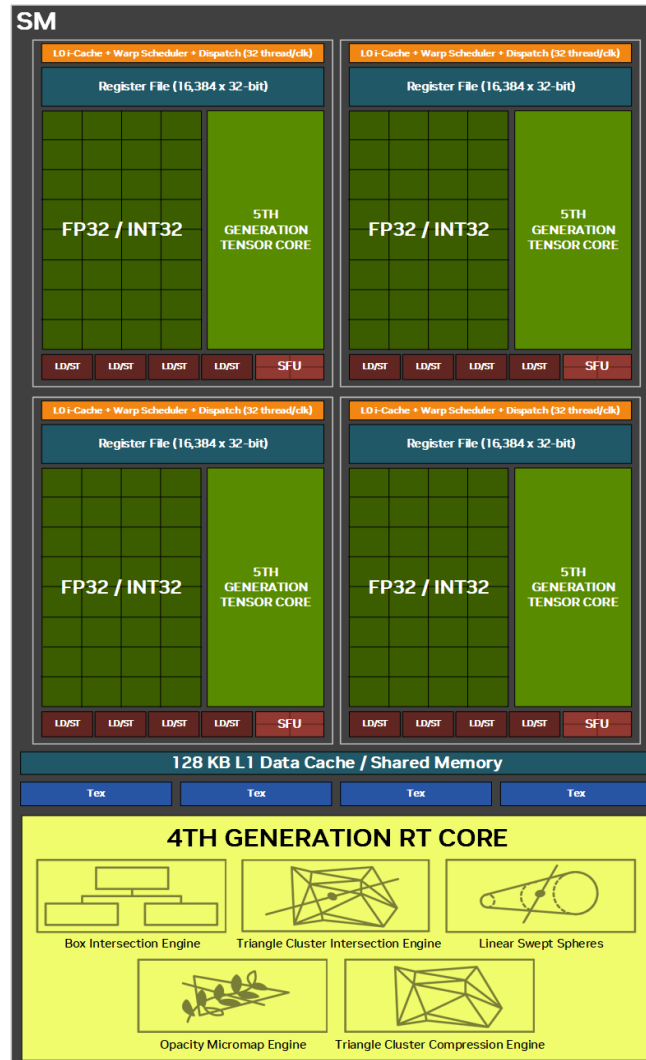 SM
L0 i-Cache + Warp Scheduler + Dispatch (32 thread/clk)
Register File (16,384 x 32-bit)
FP32 / INT32
5TH
GENERATION
TENSOR CORE
LD/ST
LD/ST
LD/ST
LD/ST
SFU
L0 i-Cache + Warp Scheduler + Dispatch (32 thread/clk)
Register File (16,384 x 32-bit)
FP32 / INT32
5TH
GENERATION
TENSOR CORE
LD/ST
LD/ST
LD/ST
LD/ST
SFU
L0 i-Cache + Warp Scheduler + Dispatch (32 thread/clk)
Register File (16,384 x 32-bit)
FP32 / INT32
5TH
GENERATION
TENSOR CORE
LD/ST
LD/ST
LD/ST
LD/ST
SFU
L0 i-Cache + Warp Scheduler + Dispatch (32 thread/clk)
Register File (16,384 x 32-bit)
FP32 / INT32
5TH
GENERATION
TENSOR CORE
LD/ST
LD/ST
LD/ST
LD/ST
SFU
128 KB L1 Data Cache / Shared Memory
Tex
Tex
Tex
Tex
4TH GENERATION RT CORE
Box Intersection Engine
Triangle Cluster Intersection Engine
Linear Swept Spheres
Opacity Micromap Engine
Triangle Cluster Compression Engine